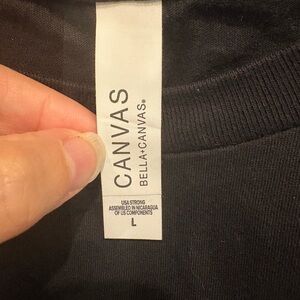 CANVAS
BELLA+CANVAS®
USA STRONG
ASSEMBLED IN NICARAGUA
OF US COMPONENTS
L